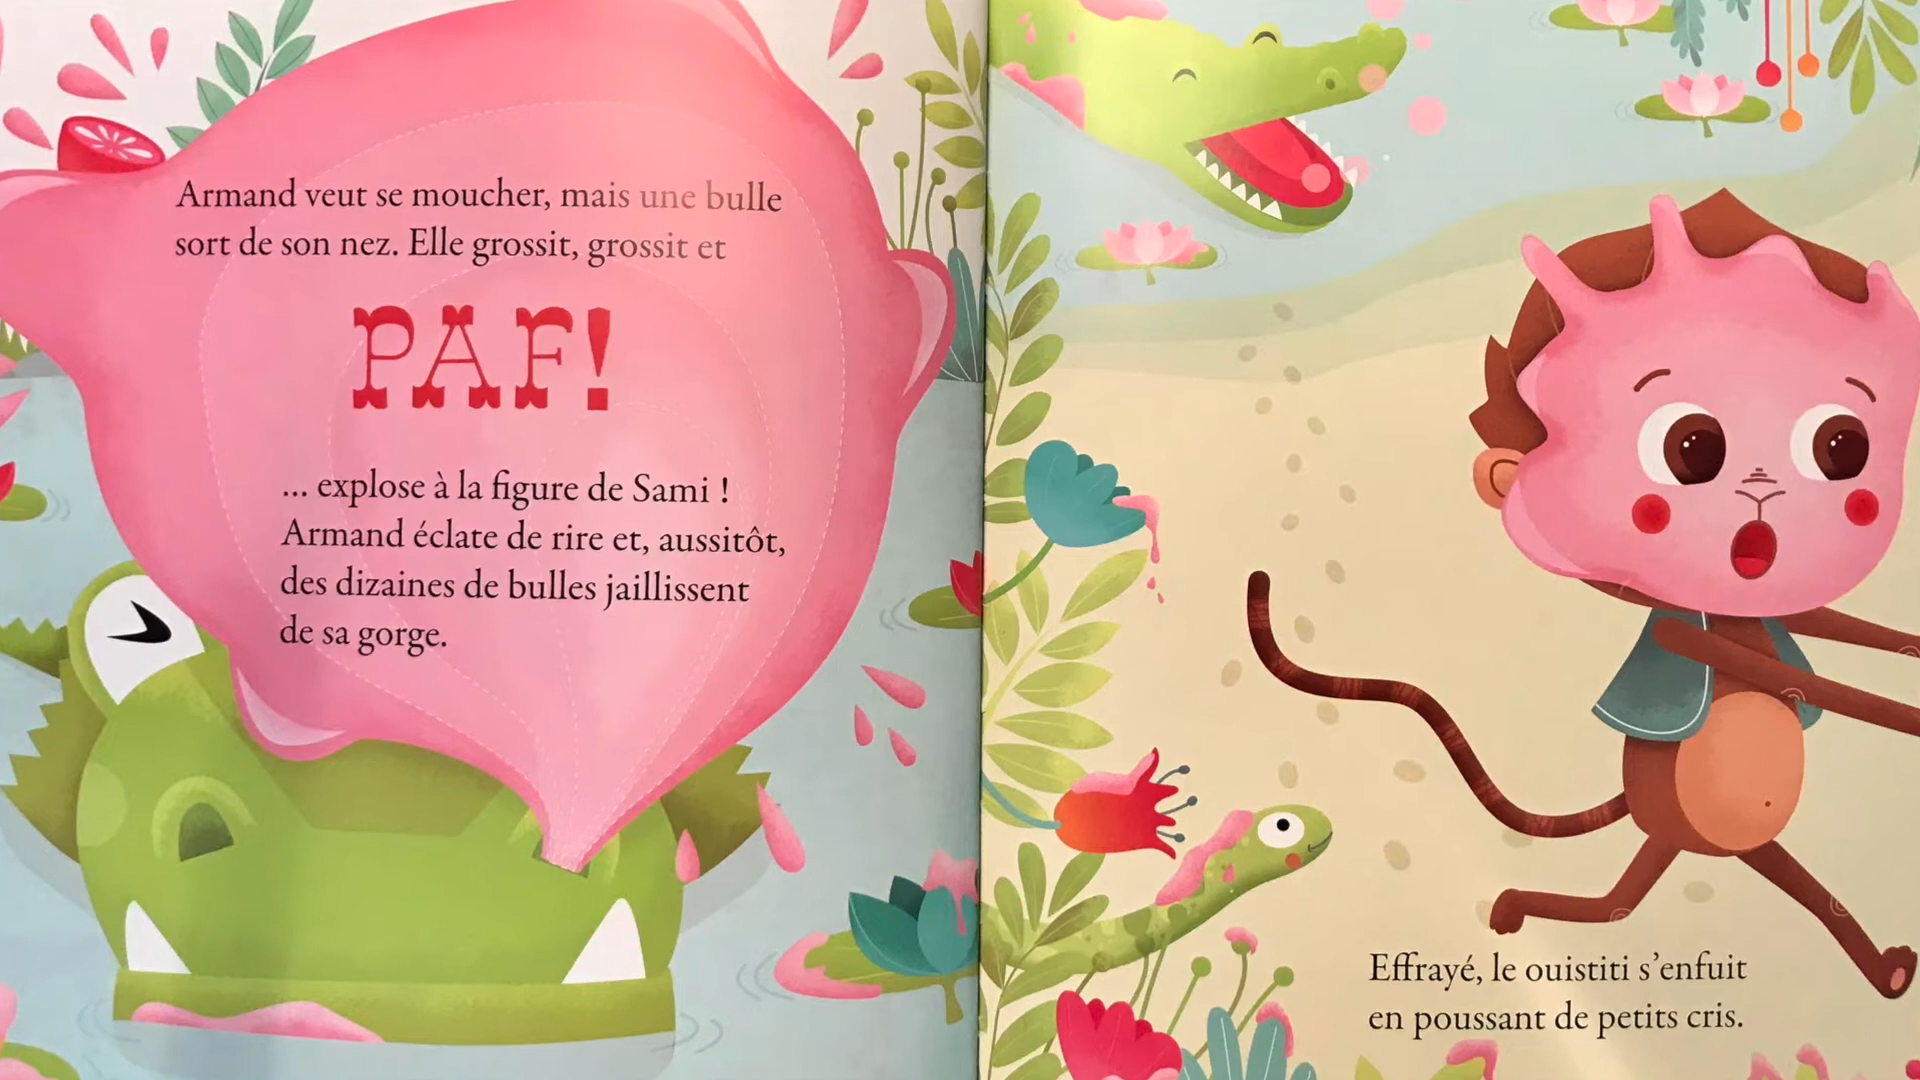 Armand veut se moucher, mais une bulle
sort de son nez. Elle grossit, grossit et
PAF!
... explose à la figure de Sami !
Armand éclate de rire et, aussitôt,
des dizaines de bulles jaillissent
de sa gorge.
Effrayé, le ouistiti s’enfuit
en poussant de petits cris.